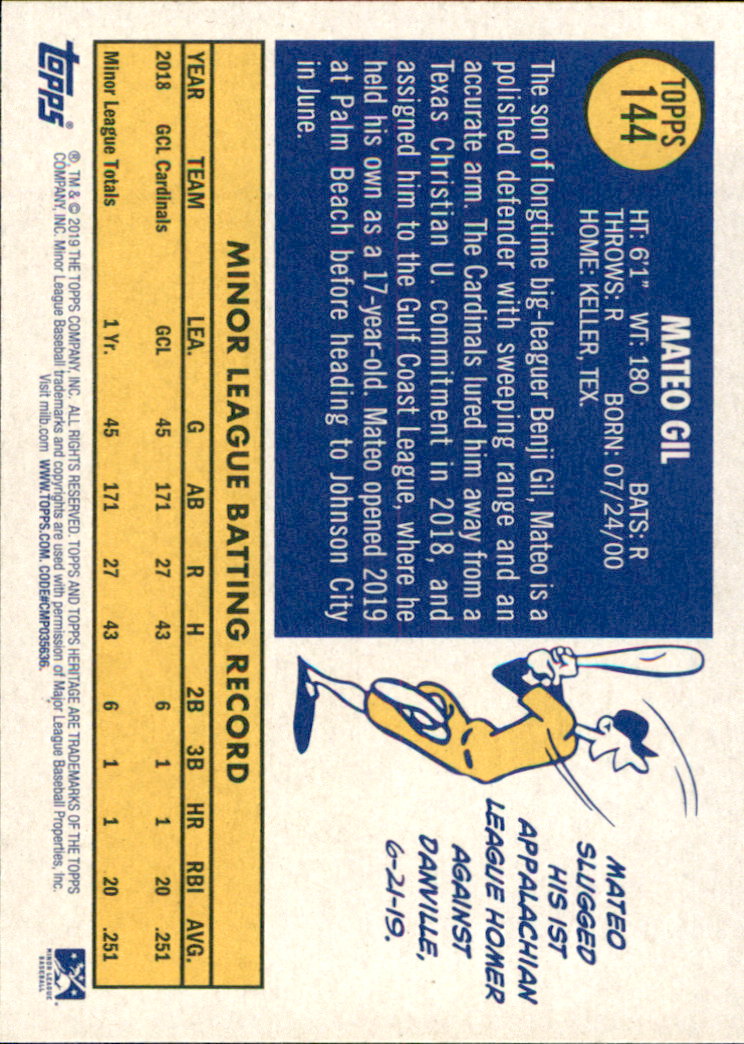 TOPPS
144
MATEO GIL
HT: 6'1" WT: 180 BATS: R
THROWS: R BORN: 07/24/00
HOME: KELLER, TEX.
The son of longtime big-leaguer Benji Gil, Mateo is a
polished defender with sweeping range and an
accurate arm. The Cardinals lured him away from a
Texas Christian U. commitment in 2018, and
assigned him to the Gulf Coast League, where he
held his own as a 17-year-old. Mateo opened 2019
at Palm Beach before heading to Johnson City
in June.
MATEO
SLUGGED
HIS 1ST
APPALACHIAN
LEAGUE HOMER
AGAINST
DANVILLE,
6-21-19.
MINOR LEAGUE BATTING RECORD
YEAR TEAM LEA. G AB R H 2B 3B HR RBI AVG.
2018 GCL Cardinals GCL 45 171 27 43 6 1 1 20 .251
Minor League Totals 1 Yr. 45 171 27 43 6 1 1 20 .251
topps®
® TM & © 2019 THE TOPPS COMPANY, INC. ALL RIGHTS RESERVED. TOPPS AND TOPPS HERITAGE ARE TRADEMARKS OF THE TOPPS
COMPANY, INC. Minor League Baseball trademarks and copyrights are used with permission of Major League Baseball Properties, Inc.
Visit milb.com WWW.TOPPS.COM. CODE#CMP035636.
MINOR LEAGUE
BASEBALL